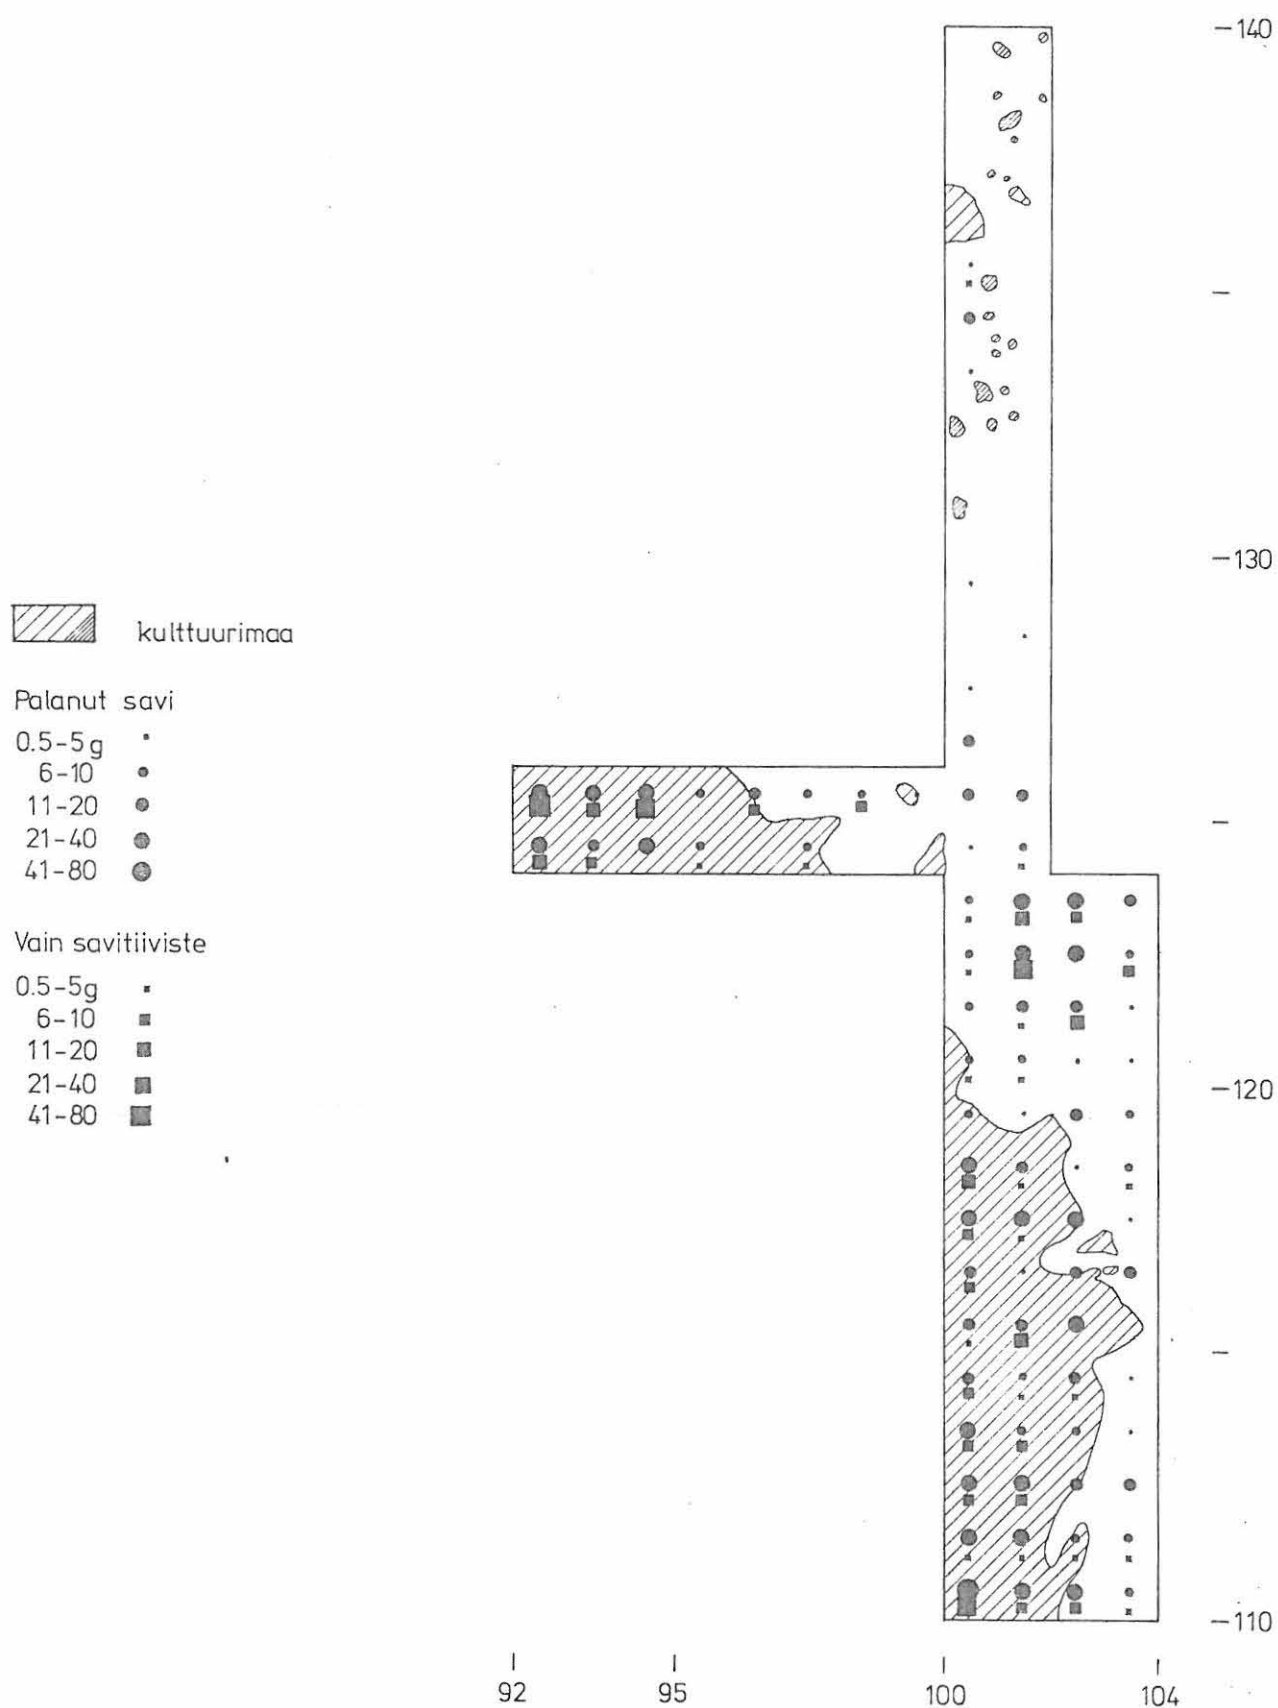 –140
–130
kulttuurimaa
Palanut savi
0.5-5g
6-10
11-20
21-40
41-80
Vain savitiiviste
0.5-5g
6-10
11-20
21-40
41-80
–120
–110
92 95 100 104